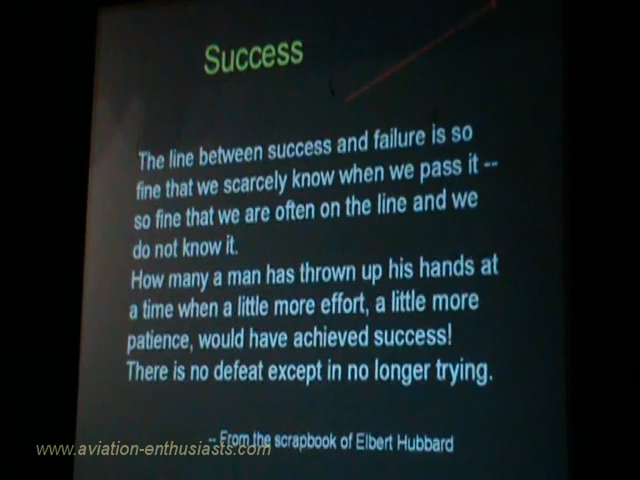 Success
The line between success and failure is so
fine that we scarcely know when we pass it --
so fine that we are often on the line and we
do not know it.
How many a man has thrown up his hands at
a time when a little more effort, a little more
patience, would have achieved success!
There is no defeat except in no longer trying.
-- From the scrapbook of Elbert Hubbard
www.aviation-enthusiasts.com